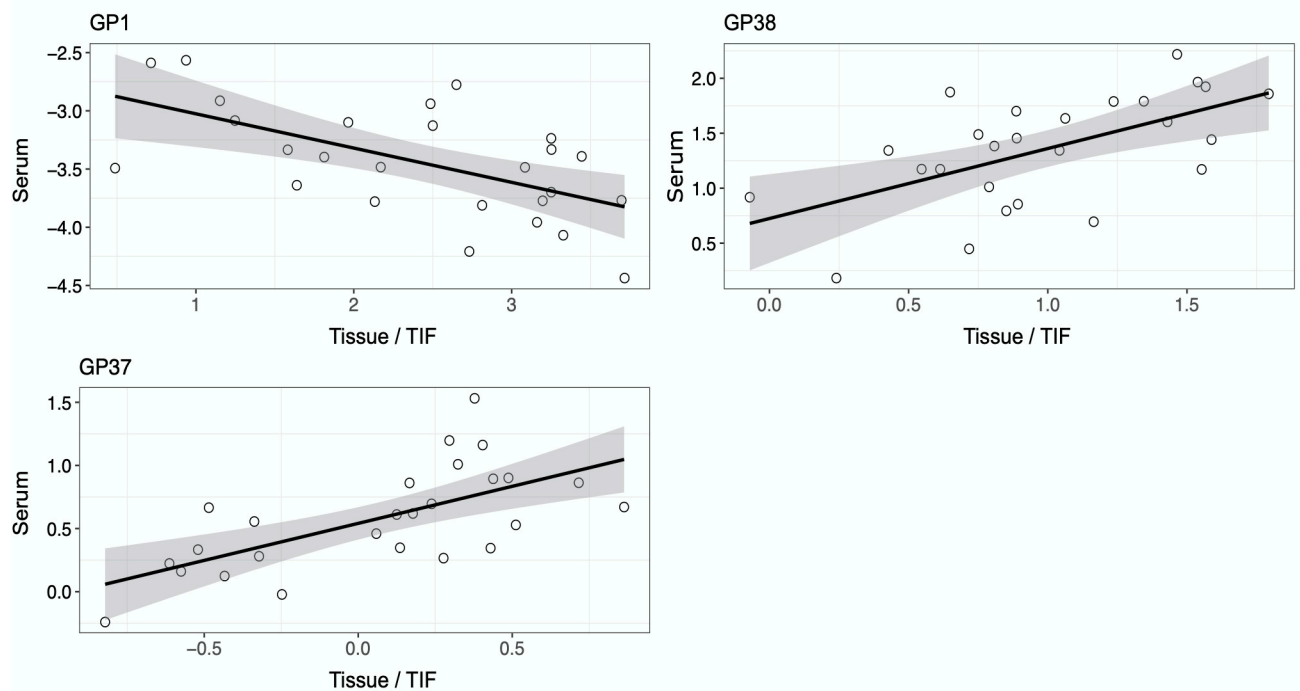 GP1
−2.5
−3.0
−3.5
−4.0
−4.5
Serum
1 2 3
Tissue / TIF
GP38
2.0
1.5
1.0
0.5
Serum
0.0 0.5 1.0 1.5
Tissue / TIF
GP37
1.5
1.0
0.5
0.0
Serum
−0.5 0.0 0.5
Tissue / TIF